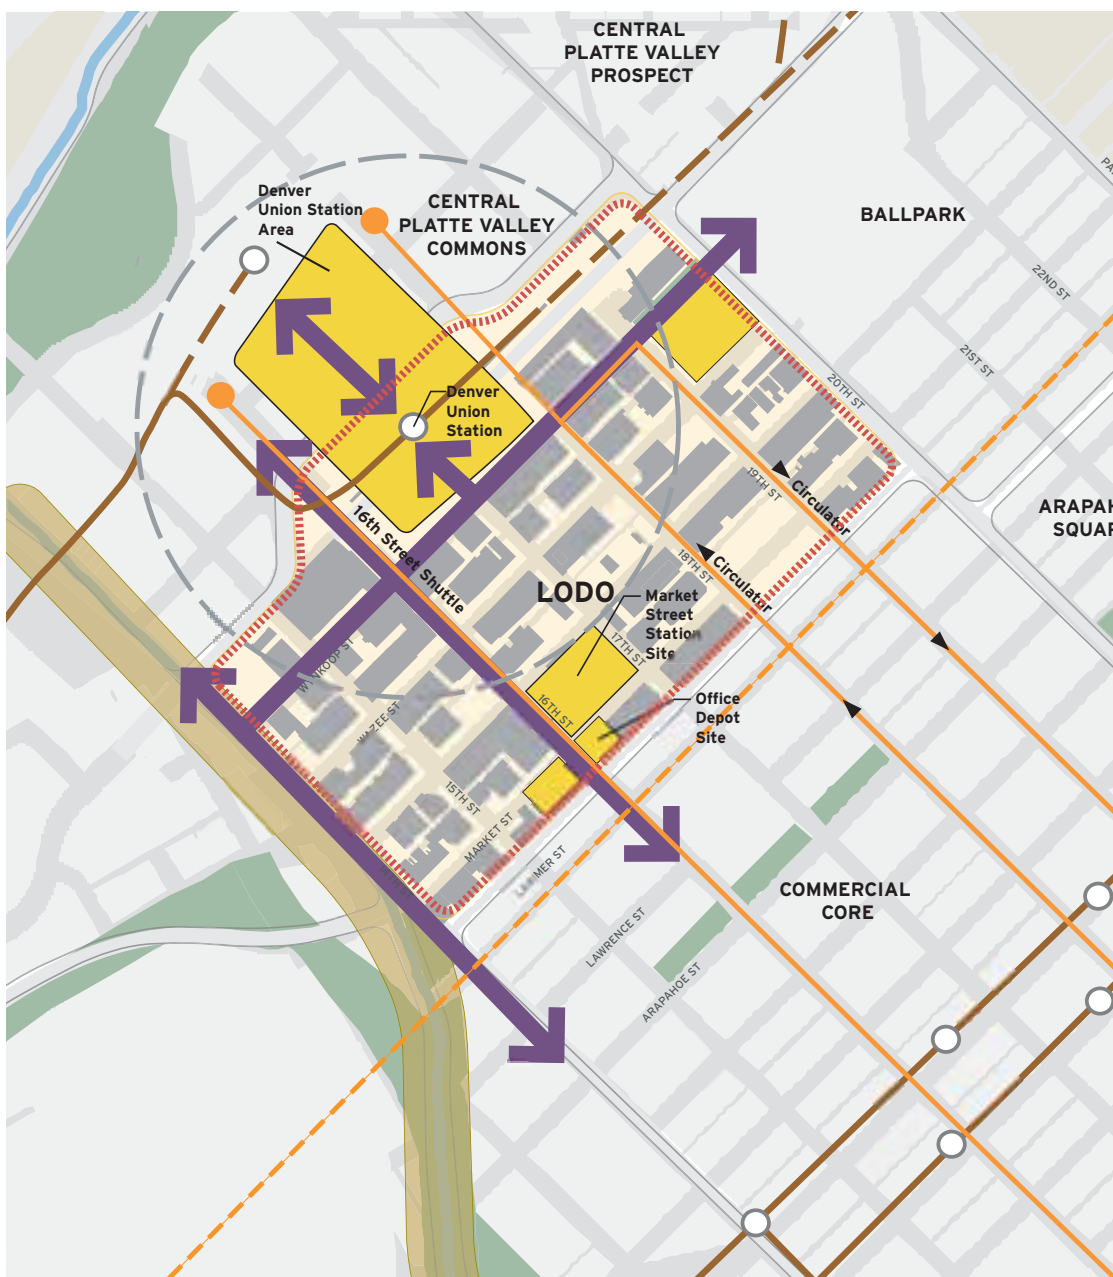 CENTRAL
PLATTE VALLEY
PROSPECT
Denver
Union Station
Area
CENTRAL
PLATTE VALLEY
COMMONS
BALLPARK
22ND ST
21ST ST
20TH ST
Denver
Union
Station
19TH ST
Circulator
ARAPAH
SQUAR
16th Street Shuttle
18TH ST
Circulator
LODO
Market
Street
Station
Site
17TH ST
WYNKOOP ST
WAZEE ST
16TH ST
Office
Depot
Site
15TH ST
MARKET ST
MER ST
COMMERCIAL
CORE
LAWRENCE ST
ARAPAHOE ST